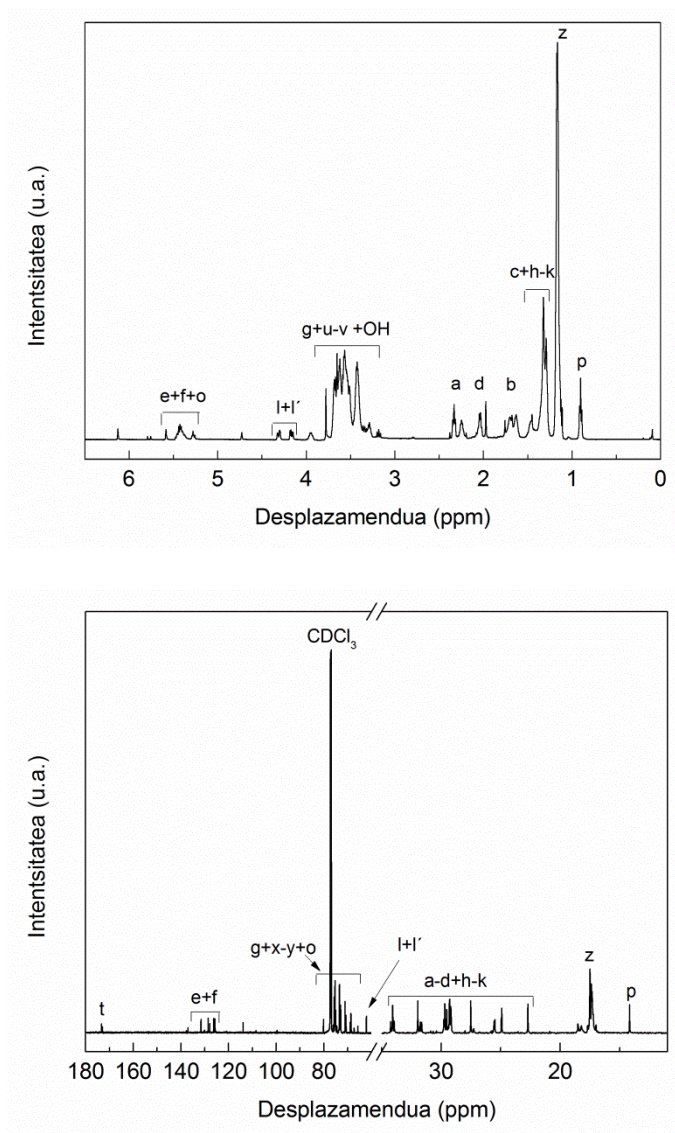 z
c+h-k
g+u-v +OH
p
a
d
b
e+f+o
l+l´
6
5
4
3
2
1
0
Desplazamendua (ppm)
Intentsitatea (u.a.)
CDCl3
g+x-y+o
l+l´
a-d+h-k
z
e+f
t
p
180
160
140
120
100
80
30
20
Desplazamendua (ppm)
Intentsitatea (u.a.)